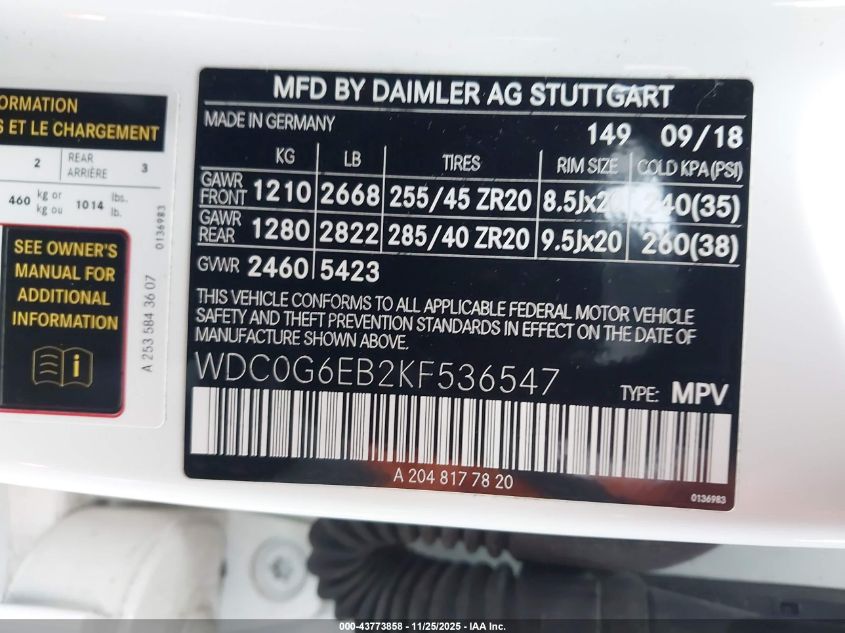 ORMATION
S ET LE CHARGEMENT
2 REAR ARRIÈRE 3
460 kg or kg ou 1014 lbs. lb.
0136983
SEE OWNER'S
MANUAL FOR
ADDITIONAL
INFORMATION
i
A 253 584 36 07
MFD BY DAIMLER AG STUTTGART
MADE IN GERMANY 149 09/18
KG LB TIRES RIM SIZE COLD KPA(PSI)
GAWR FRONT 1210 2668 255/45 ZR20 8.5Jx20 240(35)
GAWR REAR 1280 2822 285/40 ZR20 9.5Jx20 260(38)
GVWR 2460 5423
THIS VEHICLE CONFORMS TO ALL APPLICABLE FEDERAL MOTOR VEHICLE
SAFETY AND THEFT PREVENTION STANDARDS IN EFFECT ON THE DATE OF
MANUFACTURE SHOWN ABOVE.
WDC0G6EB2KF536547 TYPE: MPV
A 204 817 78 20
0136983
000-43773858 - 11/25/2025 - IAA Inc.